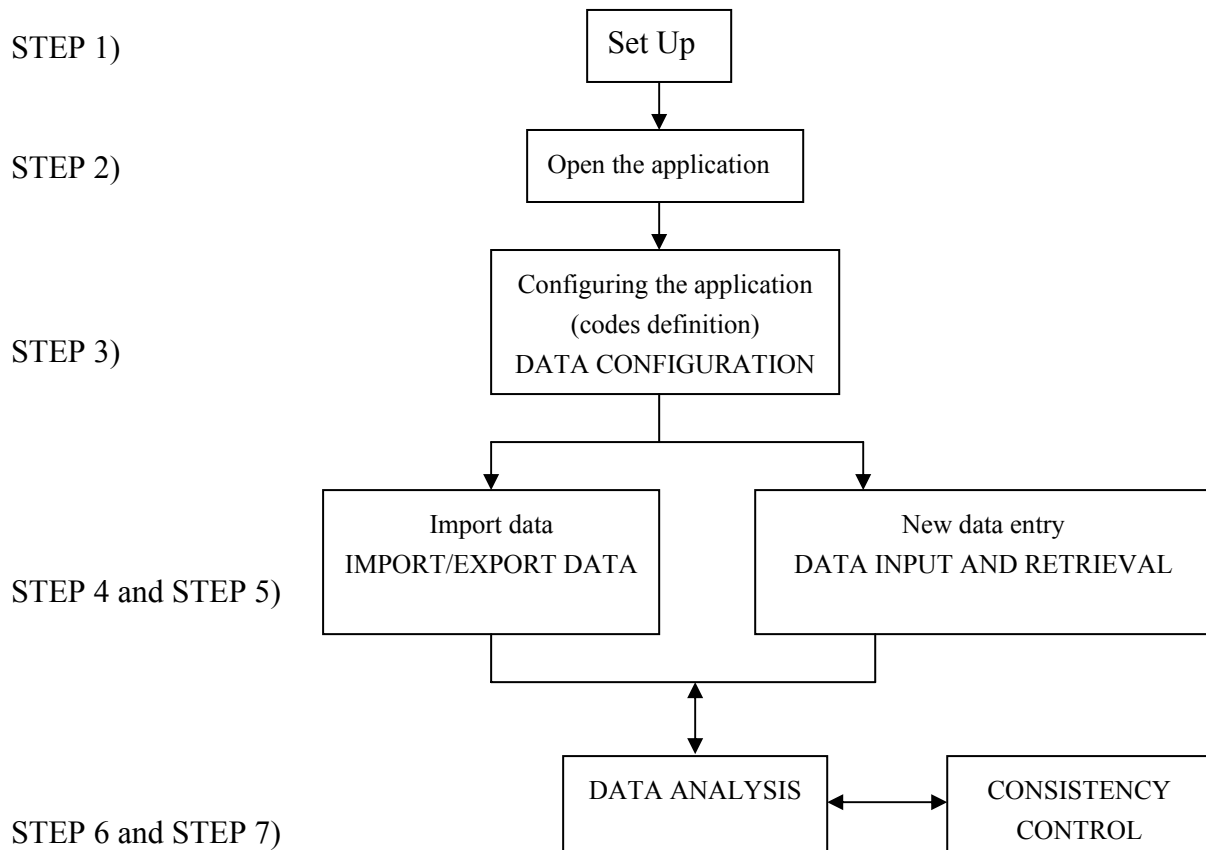 STEP 1)
Set Up
STEP 2)
Open the application
STEP 3)
Configuring the application
(codes definition)
DATA CONFIGURATION
STEP 4 and STEP 5)
Import data
IMPORT/EXPORT DATA
New data entry
DATA INPUT AND RETRIEVAL
STEP 6 and STEP 7)
DATA ANALYSIS
CONSISTENCY
CONTROL